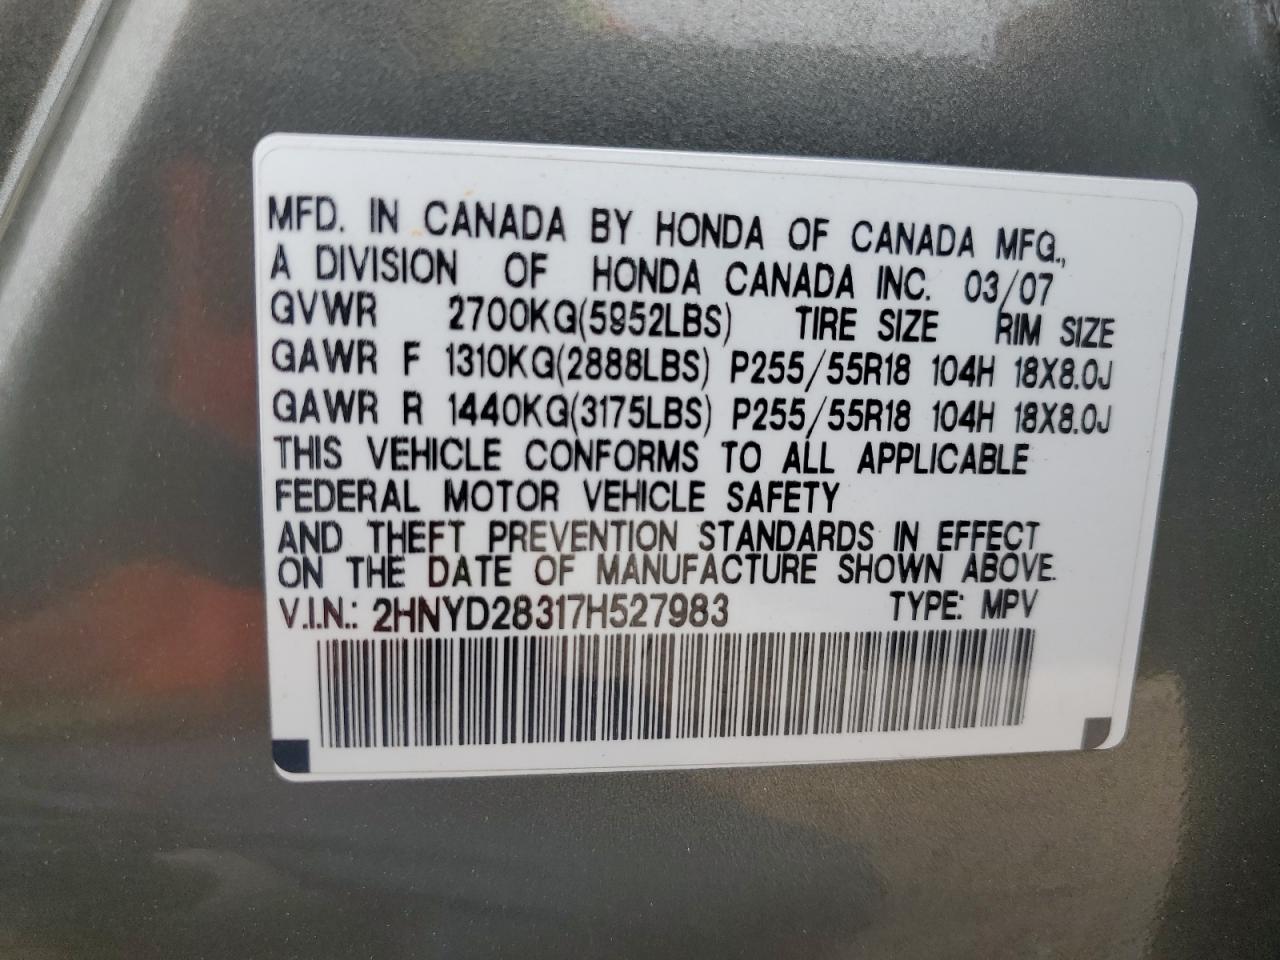 MFD. IN CANADA BY HONDA OF CANADA MFG.,
A DIVISION OF HONDA CANADA INC. 03/07
GVWR 2700KG(5952LBS) TIRE SIZE RIM SIZE
GAWR F 1310KG(2888LBS) P255/55R18 104H 18X8.0J
GAWR R 1440KG(3175LBS) P255/55R18 104H 18X8.0J
THIS VEHICLE CONFORMS TO ALL APPLICABLE
FEDERAL MOTOR VEHICLE SAFETY
AND THEFT PREVENTION STANDARDS IN EFFECT
ON THE DATE OF MANUFACTURE SHOWN ABOVE.
V.I.N.: 2HNYD28317H527983 TYPE: MPV